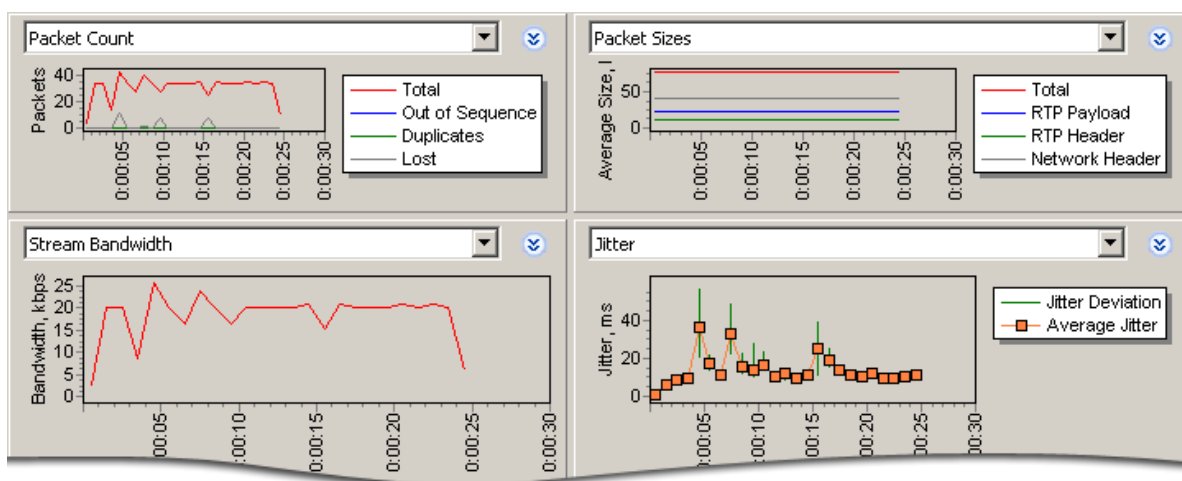 Packet Count
Packets
40
20
0
0:00:05
0:00:10
0:00:15
0:00:20
0:00:25
0:00:30
Total
Out of Sequence
Duplicates
Lost
Packet Sizes
Average Size, l
50
0
0:00:05
0:00:10
0:00:15
0:00:20
0:00:25
0:00:30
Total
RTP Payload
RTP Header
Network Header
Stream Bandwidth
Bandwidth, kbps
25
20
15
10
5
0
0:00:05
0:00:10
0:00:15
0:00:20
0:00:25
0:00:30
Jitter
Jitter, ms
40
20
0
0:00:05
0:00:10
0:00:15
0:00:20
0:00:25
0:00:30
Jitter Deviation
Average Jitter